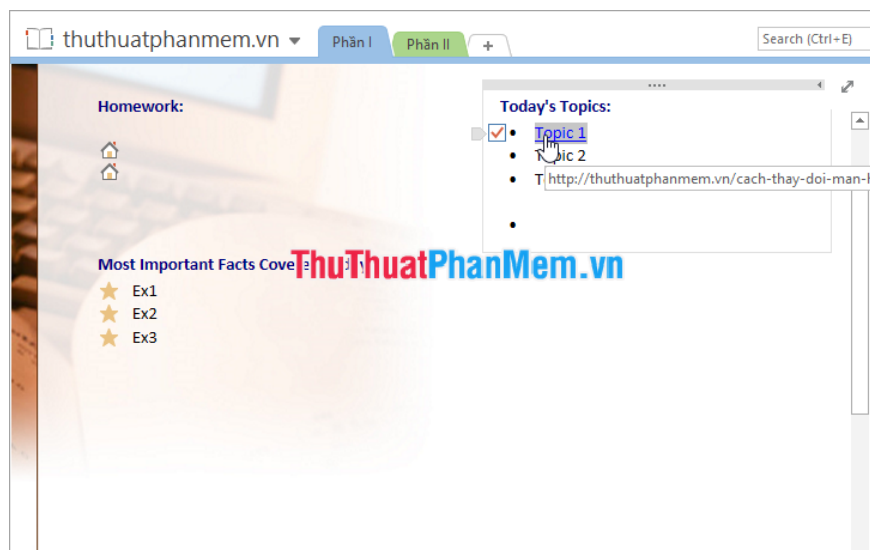 thuthuatphanmem.vn
Phần I
Phần II
+
Search (Ctrl+E)
Homework:
Today's Topics:
Topic 1
Topic 2
http://thuthuatphanmem.vn/cach-thay-doi-man-h
ThuThuatPhanMem.vn
Most Important Facts Cove
Ex1
Ex2
Ex3